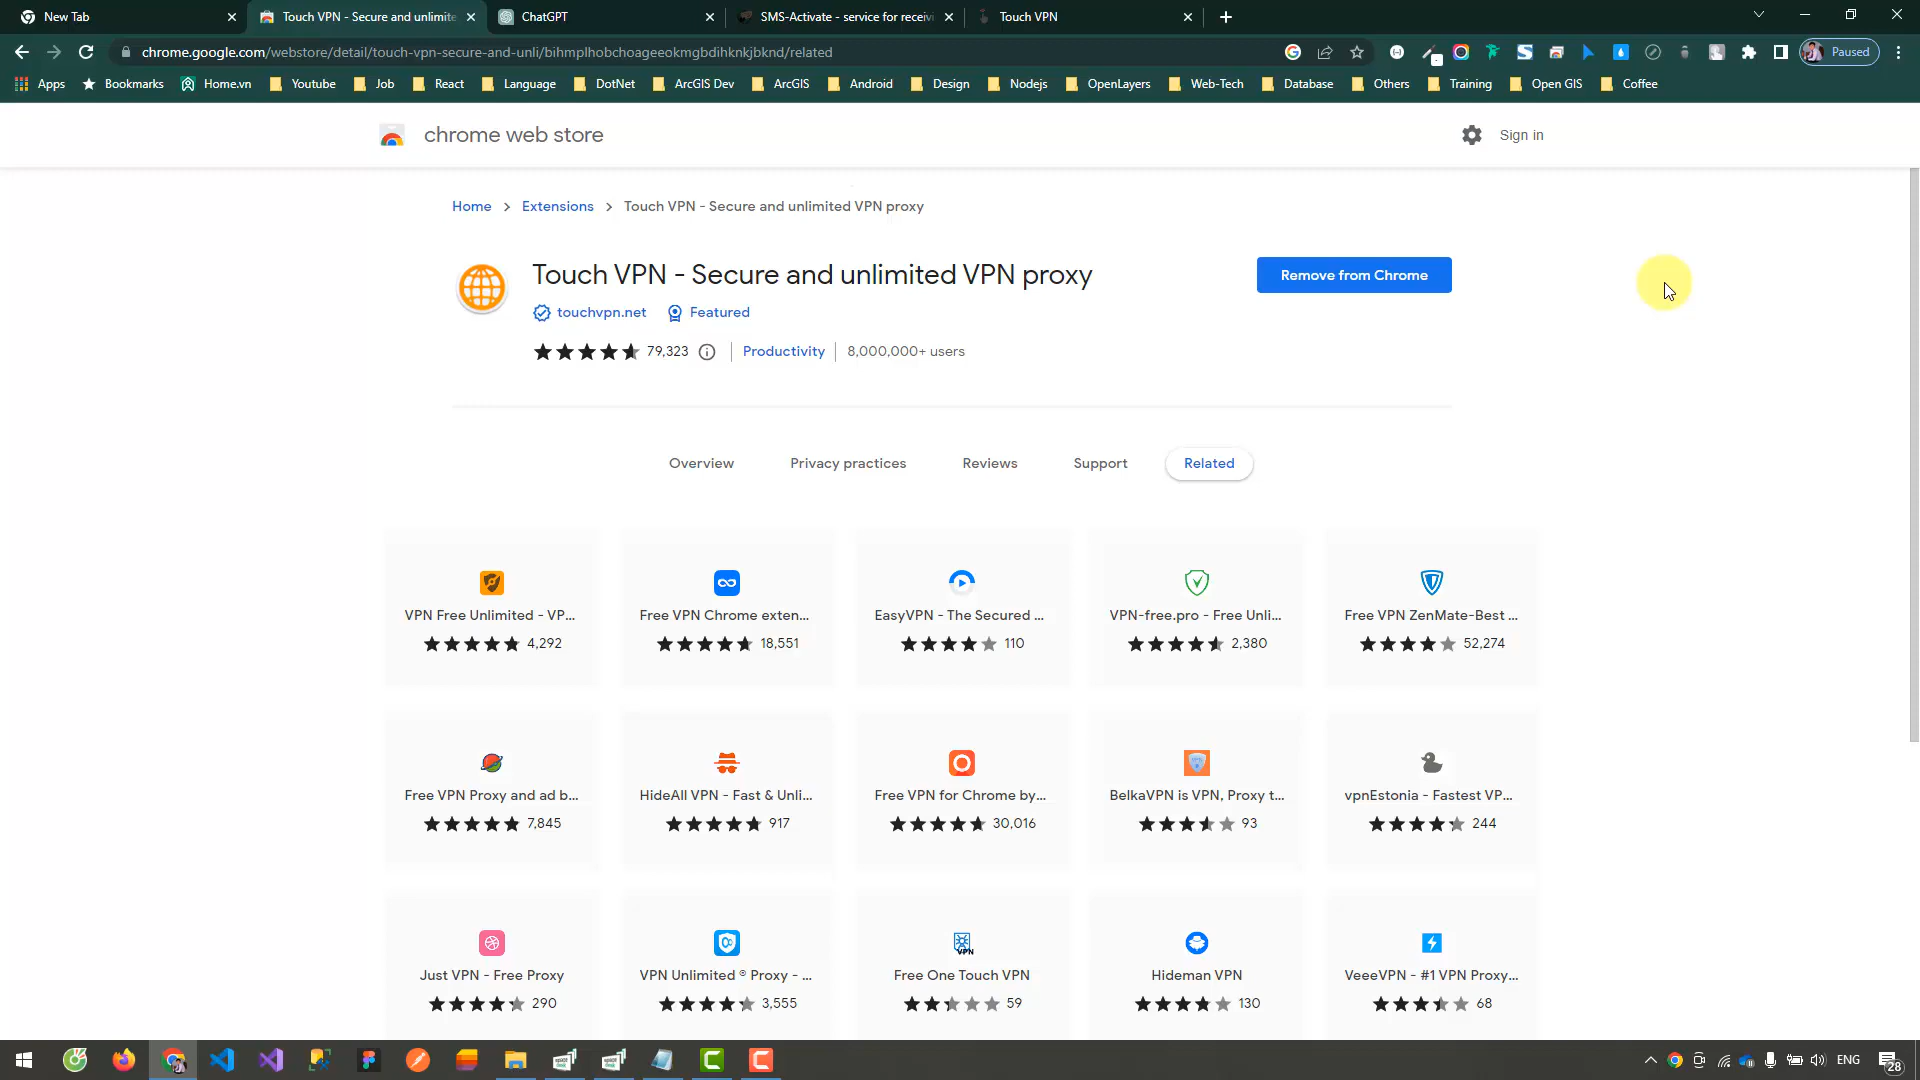 New Tab
Touch VPN - Secure and unlimite
ChatGPT
SMS-Activate - service for receivi
Touch VPN
chrome.google.com/webstore/detail/touch-vpn-secure-and-unli/bihmplhobchoageeokmgbdihknkjbknd/related
Paused
Apps
Bookmarks
Home.vn
Youtube
Job
React
Language
DotNet
ArcGIS Dev
ArcGIS
Android
Design
Nodejs
OpenLayers
Web-Tech
Database
Others
Training
Open GIS
Coffee
chrome web store
Sign in
Home > Extensions > Touch VPN - Secure and unlimited VPN proxy
Touch VPN - Secure and unlimited VPN proxy
Remove from Chrome
touchvpn.net
Featured
79,323
Productivity
8,000,000+ users
Overview
Privacy practices
Reviews
Support
Related
VPN Free Unlimited - VP...
4,292
Free VPN Chrome exten...
18,551
EasyVPN - The Secured ...
110
VPN-free.pro - Free Unli...
2,380
Free VPN ZenMate-Best ...
52,274
Free VPN Proxy and ad b...
7,845
HideAll VPN - Fast & Unli...
917
Free VPN for Chrome by...
30,016
BelkaVPN is VPN, Proxy t...
93
vpnEstonia - Fastest VP...
244
Just VPN - Free Proxy
290
VPN Unlimited ® Proxy - ...
3,555
VPN
Free One Touch VPN
59
Hideman VPN
130
VeeeVPN - #1 VPN Proxy...
68
ENG
28